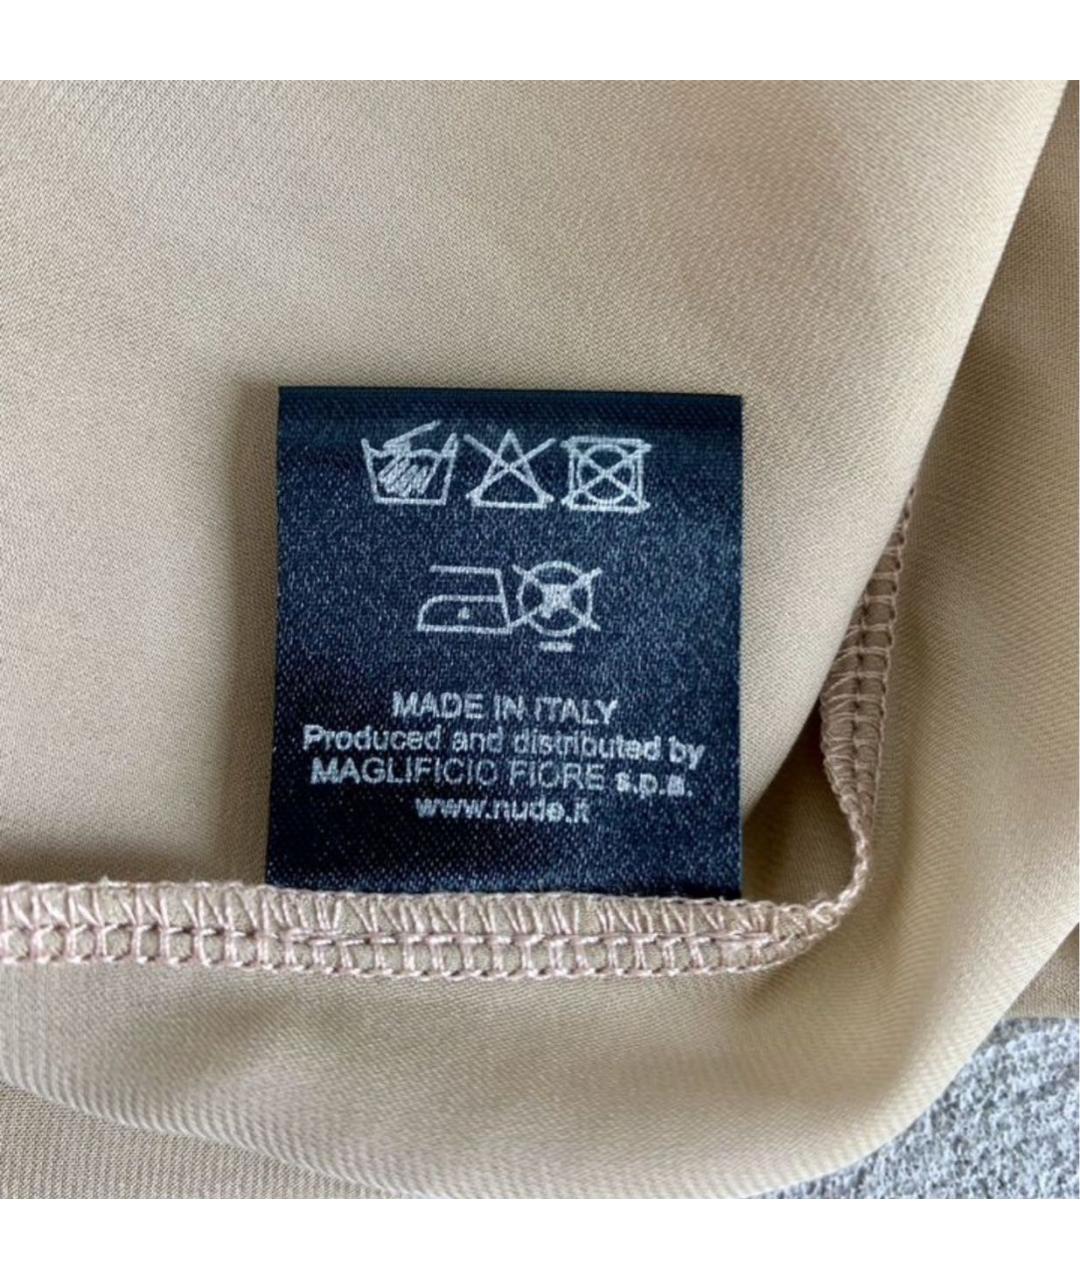 MADE IN ITALY
Produced and distributed by
MAGLIFICIO FIORE s.p.a.
www.nude.it